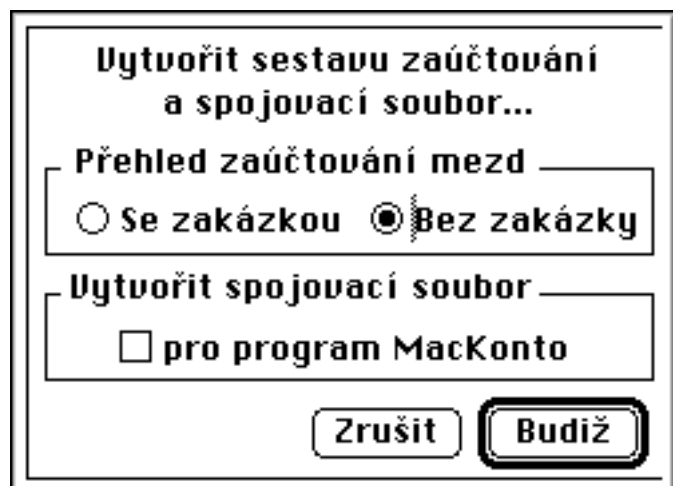 Vytvořit sestavu zaúčtování
a spojovací soubor...
Přehled zaúčtování mezd
Se zakázkou Bez zakázky
Vytvořit spojovací soubor
pro program MacKonto
Zrušit Budiž